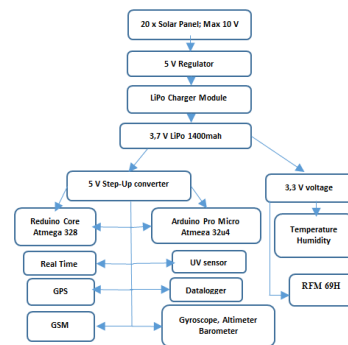 20 x Solar Panel; Max 10 V
5 V Regulator
LiPo Charger Module
3,7 V LiPo 1400mah
5 V Step-Up converter
3,3 V voltage
Reduino Core
Atmega 328
Arduino Pro Micro
Atmega 32u4
Temperature
Humidity
Real Time
UV sensor
GPS
Datalogger
RFM 69H
GSM
Gyroscope, Altimeter
Barometer